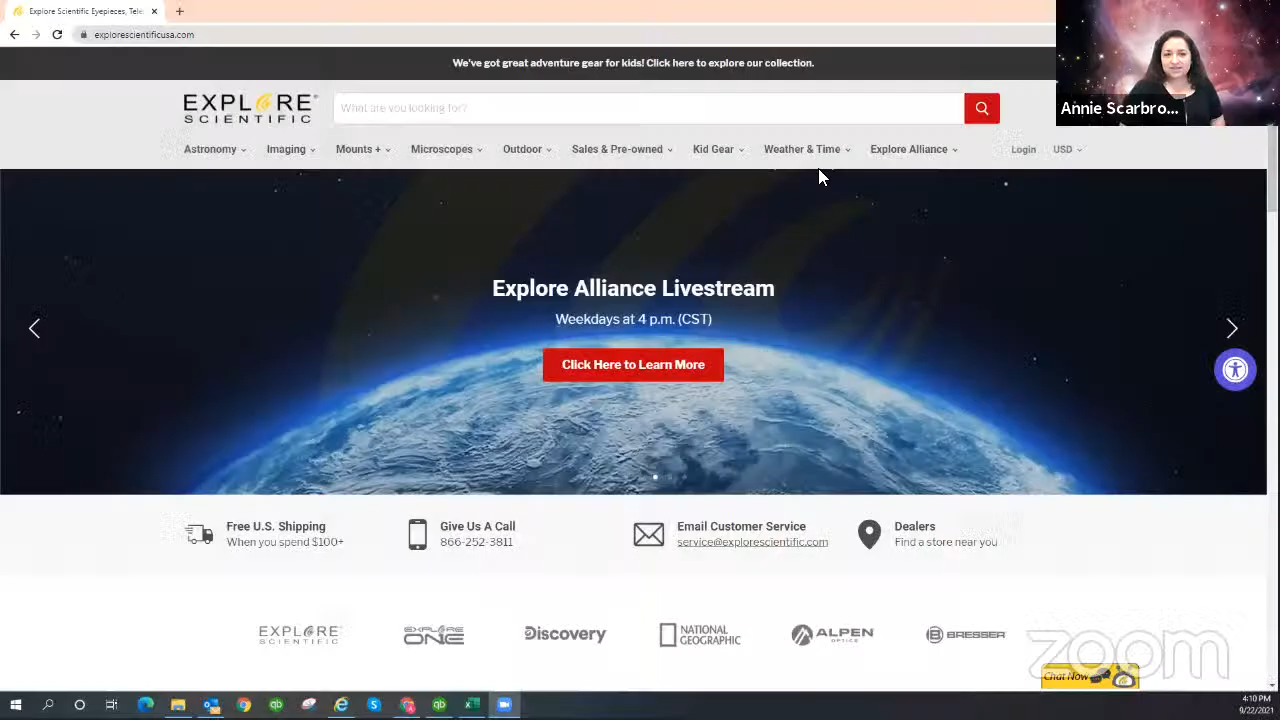 Explore Scientific Eyepieces, Tele
explorescientificusa.com
Annie Scarbro...
We've got great adventure gear for kids! Click here to explore our collection.
EXPLORE
SCIENTIFIC
What are you looking for?
Astronomy Imaging Mounts + Microscopes Outdoor Sales & Pre-owned Kid Gear Weather & Time Explore Alliance Login USD
Explore Alliance Livestream
Weekdays at 4 p.m. (CST)
Click Here to Learn More
Free U.S. Shipping
When you spend $100+
Give Us A Call
866-252-3811
Email Customer Service
service@explorescientific.com
Dealers
Find a store near you
EXPLORE
SCIENTIFIC
EXPLORE
ONE
Discovery
NATIONAL
GEOGRAPHIC
ALPEN
OPTICS
BRESSER
zoom
Chat Now
4:10 PM
9/22/2021